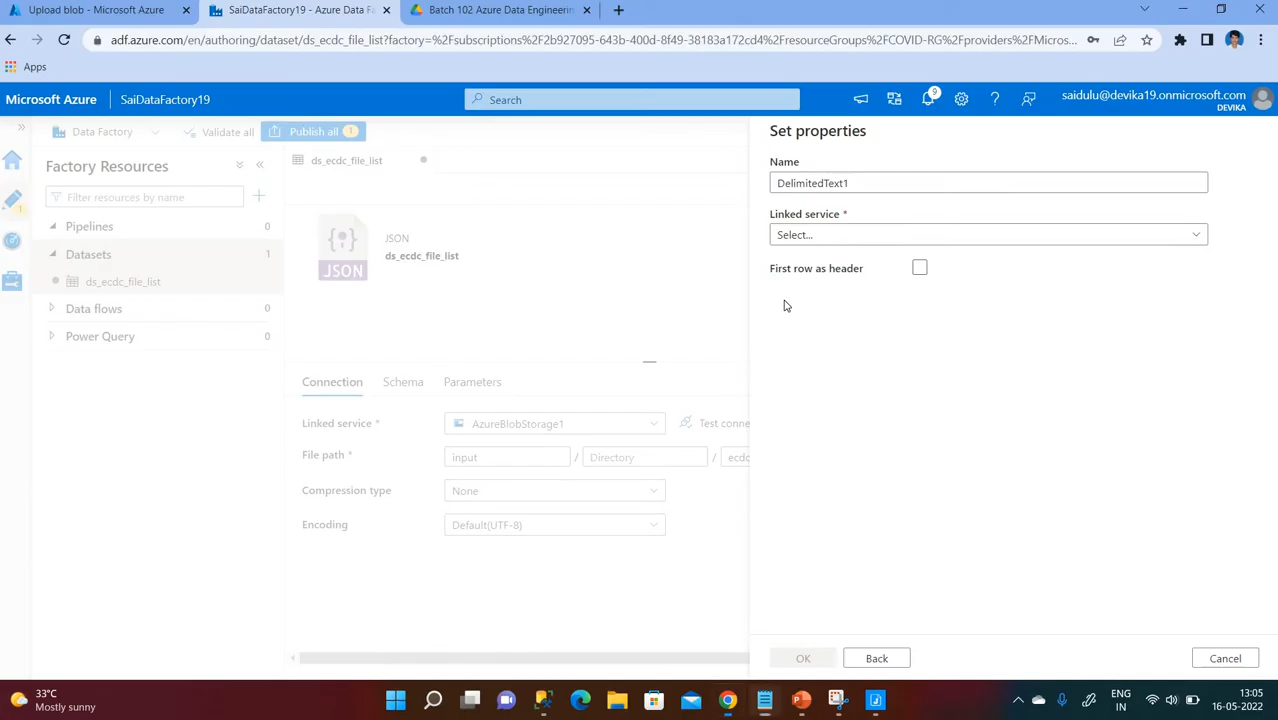 Upload blob - Microsoft Azure
SaiDataFactory19 - Azure Data Fa
Batch 102 Azure Data Engineerin
adf.azure.com/en/authoring/dataset/ds_ecdc_file_list?factory=%2Fsubscriptions%2F2b927095-643b-4d20-8f49-38183a172cd4%2FresourceGroups%2FCOVID-RG%2Fproviders%2FMicros...
Apps
Microsoft Azure
SaiDataFactory19
Search
9
saidulu@devika19.onmicrosoft.com
DEVIKA
Data Factory
Validate all
Publish all 1
Factory Resources
Filter resources by name
Pipelines 0
Datasets 1
ds_ecdc_file_list
Data flows 0
Power Query 0
ds_ecdc_file_list
JSON
JSON
ds_ecdc_file_list
Connection Schema Parameters
Linked service * AzureBlobStorage1 Test conne
File path * input / Directory / ecdc
Compression type None
Encoding Default(UTF-8)
Set properties
Name
DelimitedText1
Linked service *
Select...
First row as header
OK Back Cancel
33°C
Mostly sunny
ENG
IN
13:05
16-05-2022